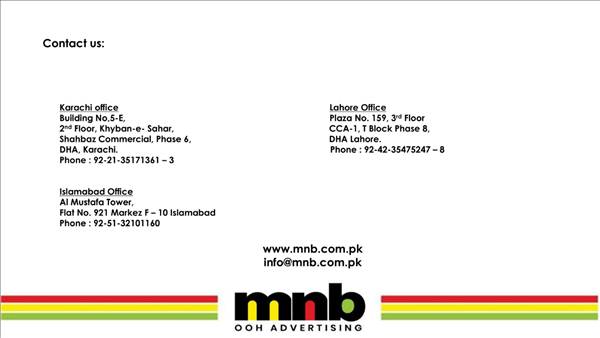 Contact us:
Karachi office
Building No,5-E,
2nd Floor, Khyban-e- Sahar,
Shahbaz Commercial, Phase 6,
DHA, Karachi.
Phone : 92-21-35171361 – 3
Lahore Office
Plaza No. 159, 3rd Floor
CCA-1, T Block Phase 8,
DHA Lahore.
Phone : 92-42-35475247 – 8
Islamabad Office
Al Mustafa Tower,
Flat No. 921 Markez F – 10 Islamabad
Phone : 92-51-32101160
www.mnb.com.pk
info@mnb.com.pk
mnb
OOH ADVERTISING